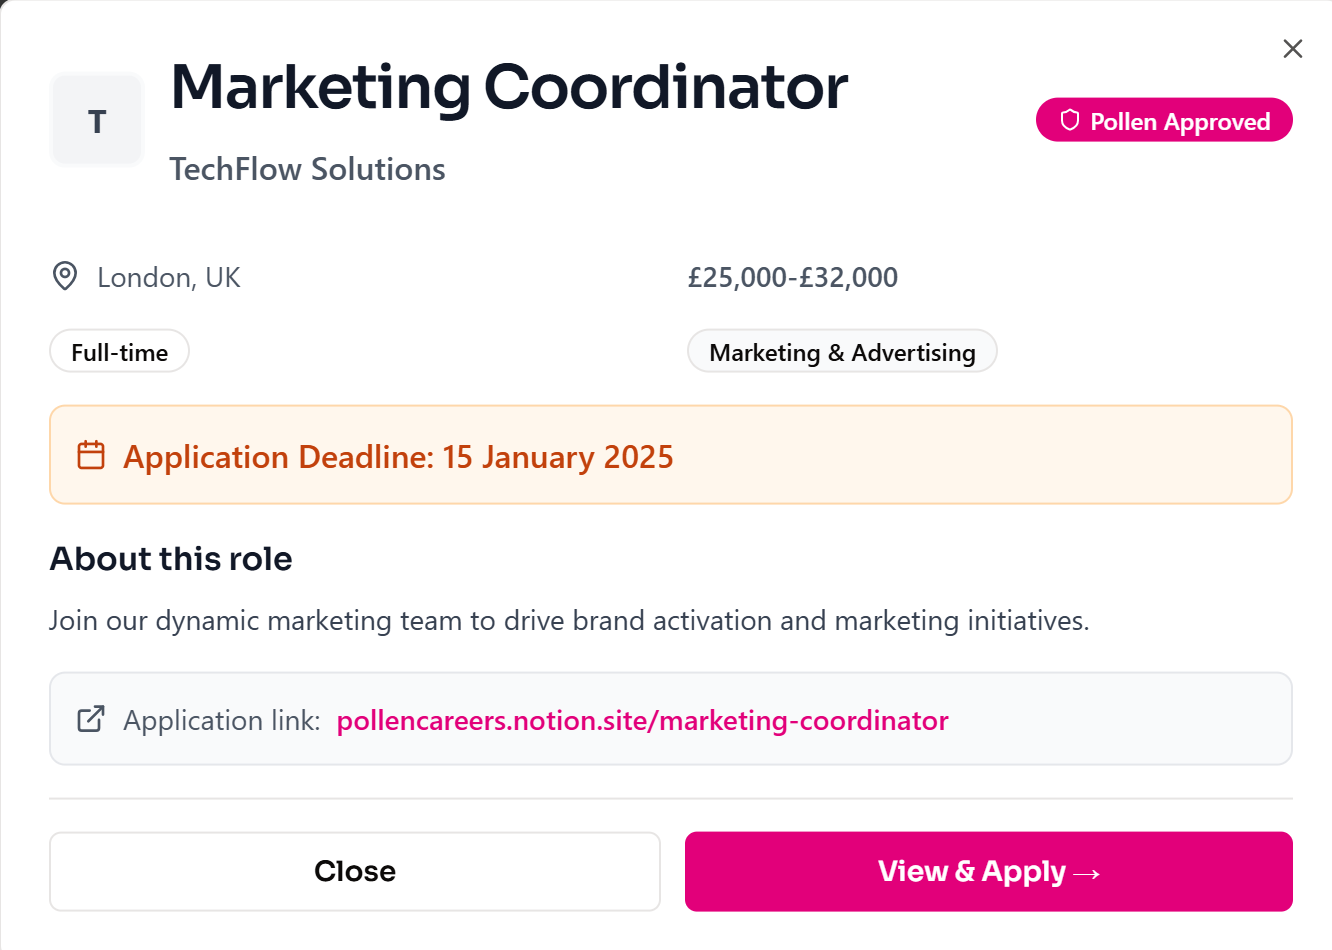 T
Marketing Coordinator
TechFlow Solutions
Pollen Approved
London, UK
£25,000-£32,000
Full-time
Marketing & Advertising
Application Deadline: 15 January 2025
About this role
Join our dynamic marketing team to drive brand activation and marketing initiatives.
Application link: pollencareers.notion.site/marketing-coordinator
Close
View & Apply→